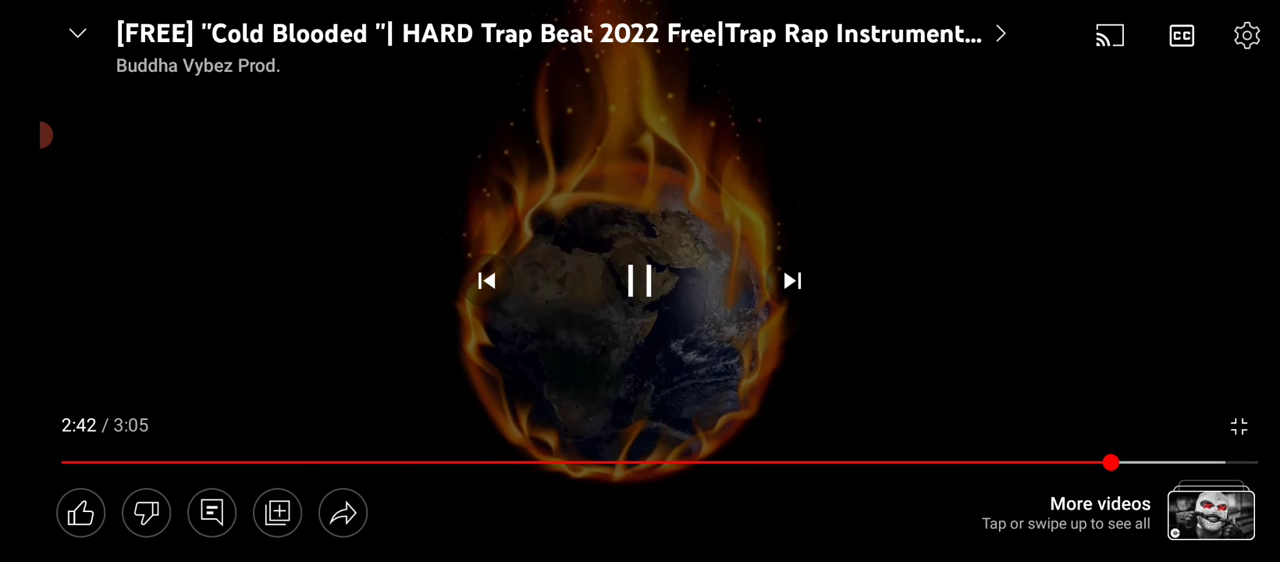 [FREE] "Cold Blooded "| HARD Trap Beat 2022 Free|Trap Rap Instrument...
Buddha Vybez Prod.
CC
2:42 / 3:05
More videos
Tap or swipe up to see all